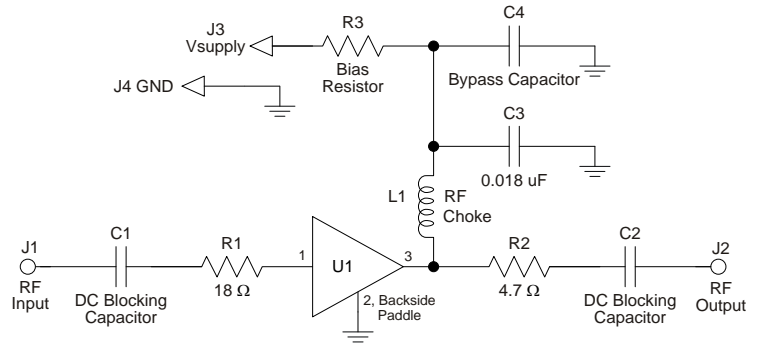 J3
Vsupply
R3
Bias
Resistor
C4
Bypass Capacitor
J4 GND
C3
0.018 uF
L1
RF
Choke
J1
RF
Input
C1
DC Blocking
Capacitor
R1
18 Ω
1
U1
3
2, Backside
Paddle
R2
4.7 Ω
C2
DC Blocking
Capacitor
J2
RF
Output